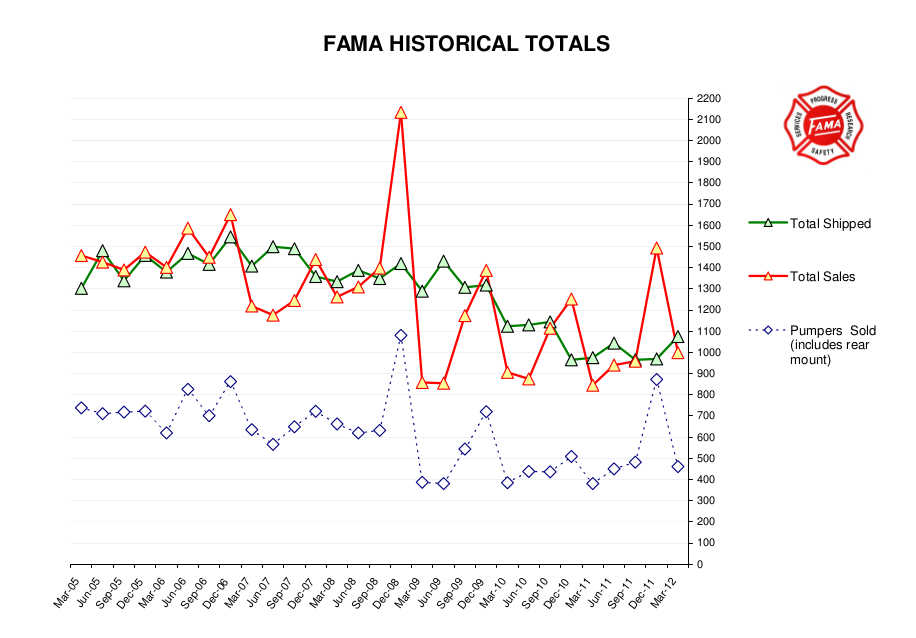 FAMA HISTORICAL TOTALS
2200
2100
2000
1900
1800
1700
1600
1500
1400
1300
1200
1100
1000
900
800
700
600
500
400
300
200
100
0
PROGRESS
SERVICES
FAMA
RESEARCH
SAFETY
Total Shipped
Total Sales
Pumpers Sold
(includes rear
mount)
Mar-05
Jun-05
Sep-05
Dec-05
Mar-06
Jun-06
Sep-06
Dec-06
Mar-07
Jun-07
Sep-07
Dec-07
Mar-08
Jun-08
Sep-08
Dec-08
Mar-09
Jun-09
Sep-09
Dec-09
Mar-10
Jun-10
Sep-10
Dec-10
Mar-11
Jun-11
Sep-11
Dec-11
Mar-12